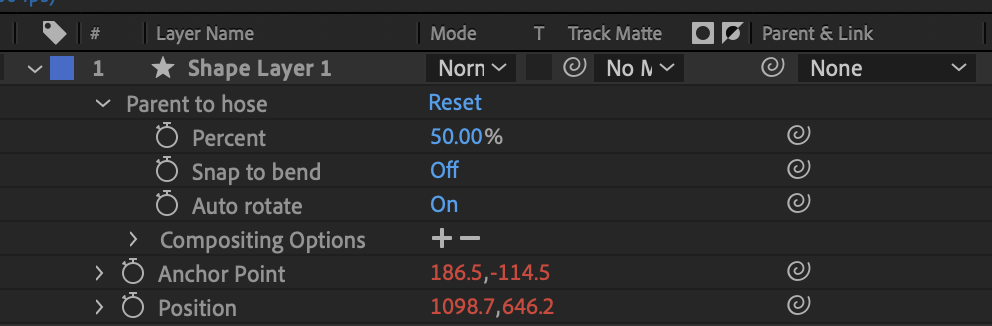 # Layer Name Mode T Track Matte Parent & Link
1 Shape Layer 1 Norn No M None
Parent to hose Reset
Percent 50.00%
Snap to bend Off
Auto rotate On
Compositing Options + −
Anchor Point 186.5,-114.5
Position 1098.7,646.2